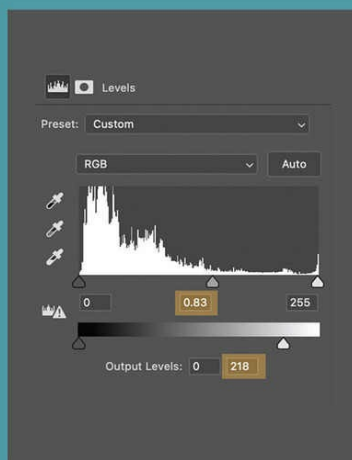 Levels
Preset: Custom
RGB Auto
0 0.83 255
Output Levels: 0 218